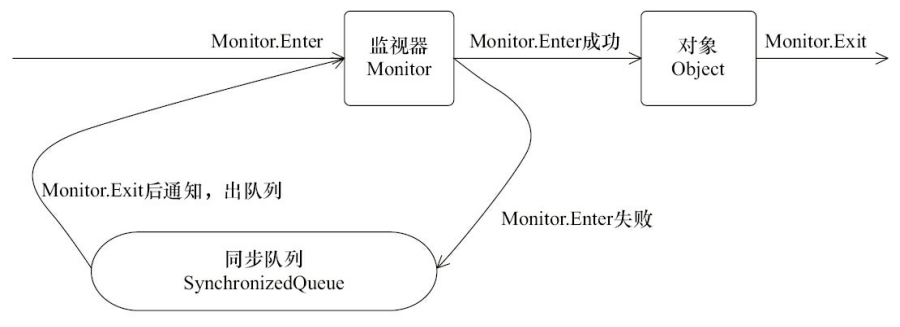 Monitor.Enter
监视器
Monitor
Monitor.Enter成功
对象
Object
Monitor.Exit
Monitor.Exit后通知，出队列
Monitor.Enter失败
同步队列
SynchronizedQueue